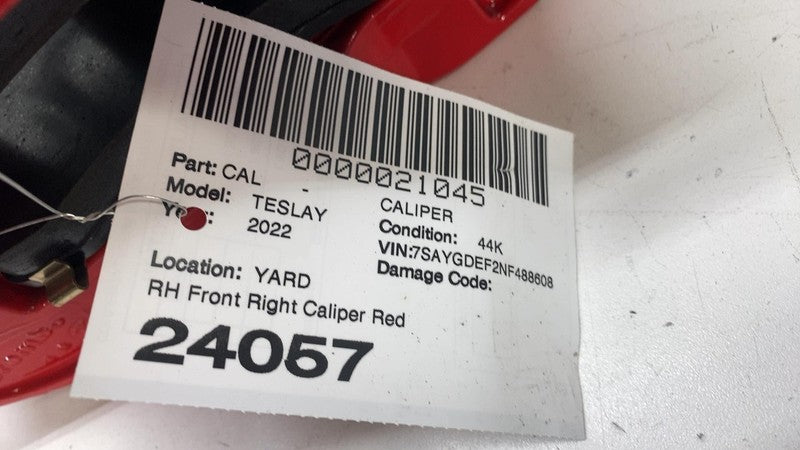 0000021045
Part: CAL -
Model: TESLAY
2022
CALIPER
Condition: 44K
VIN:7SAYGDEF2NF488608
Damage Code:
Location: YARD
RH Front Right Caliper Red
24057